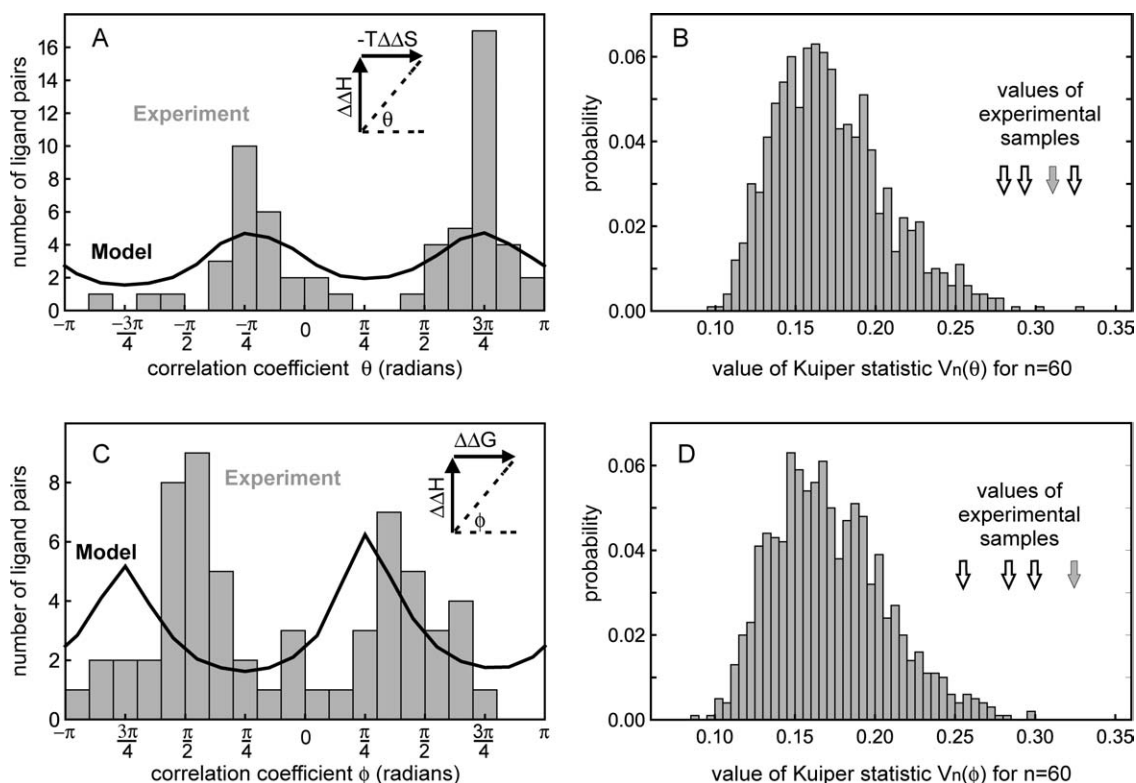 A
-TΔΔS
ΔΔH
θ
Experiment
Model
number of ligand pairs
16
14
12
10
8
6
4
2
0
–π
–3π/4
–π/2
–π/4
0
π/4
π/2
3π/4
π
correlation coefficient θ (radians)
B
values of
experimental
samples
probability
0.06
0.04
0.02
0.00
0.10
0.15
0.20
0.25
0.30
0.35
value of Kuiper statistic Vn(θ) for n=60
C
ΔΔG
ΔΔH
ϕ
Experiment
Model
number of ligand pairs
8
6
4
2
0
–π
3π/4
π/2
π/4
0
π/4
π/2
3π/4
π
correlation coefficient ϕ (radians)
D
values of
experimental
samples
probability
0.06
0.04
0.02
0.00
0.10
0.15
0.20
0.25
0.30
0.35
value of Kuiper statistic Vn(ϕ) for n=60